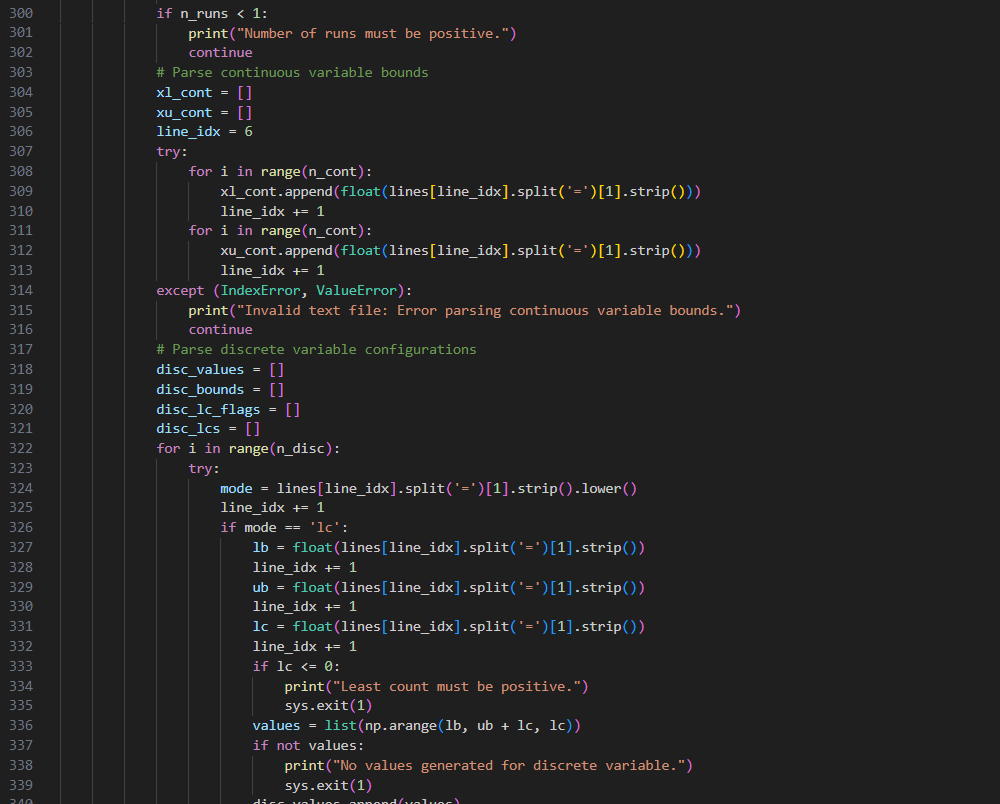 300 if n_runs < 1:
301 print("Number of runs must be positive.")
302 continue
303 # Parse continuous variable bounds
304 xl_cont = []
305 xu_cont = []
306 line_idx = 6
307 try:
308 for i in range(n_cont):
309 xl_cont.append(float(lines[line_idx].split('=')[1].strip()))
310 line_idx += 1
311 for i in range(n_cont):
312 xu_cont.append(float(lines[line_idx].split('=')[1].strip()))
313 line_idx += 1
314 except (IndexError, ValueError):
315 print("Invalid text file: Error parsing continuous variable bounds.")
316 continue
317 # Parse discrete variable configurations
318 disc_values = []
319 disc_bounds = []
320 disc_lc_flags = []
321 disc_lcs = []
322 for i in range(n_disc):
323 try:
324 mode = lines[line_idx].split('=')[1].strip().lower()
325 line_idx += 1
326 if mode == 'lc':
327 lb = float(lines[line_idx].split('=')[1].strip())
328 line_idx += 1
329 ub = float(lines[line_idx].split('=')[1].strip())
330 line_idx += 1
331 lc = float(lines[line_idx].split('=')[1].strip())
332 line_idx += 1
333 if lc <= 0:
334 print("Least count must be positive.")
335 sys.exit(1)
336 values = list(np.arange(lb, ub + lc, lc))
337 if not values:
338 print("No values generated for discrete variable.")
339 sys.exit(1)
340 disc_values.append(values)